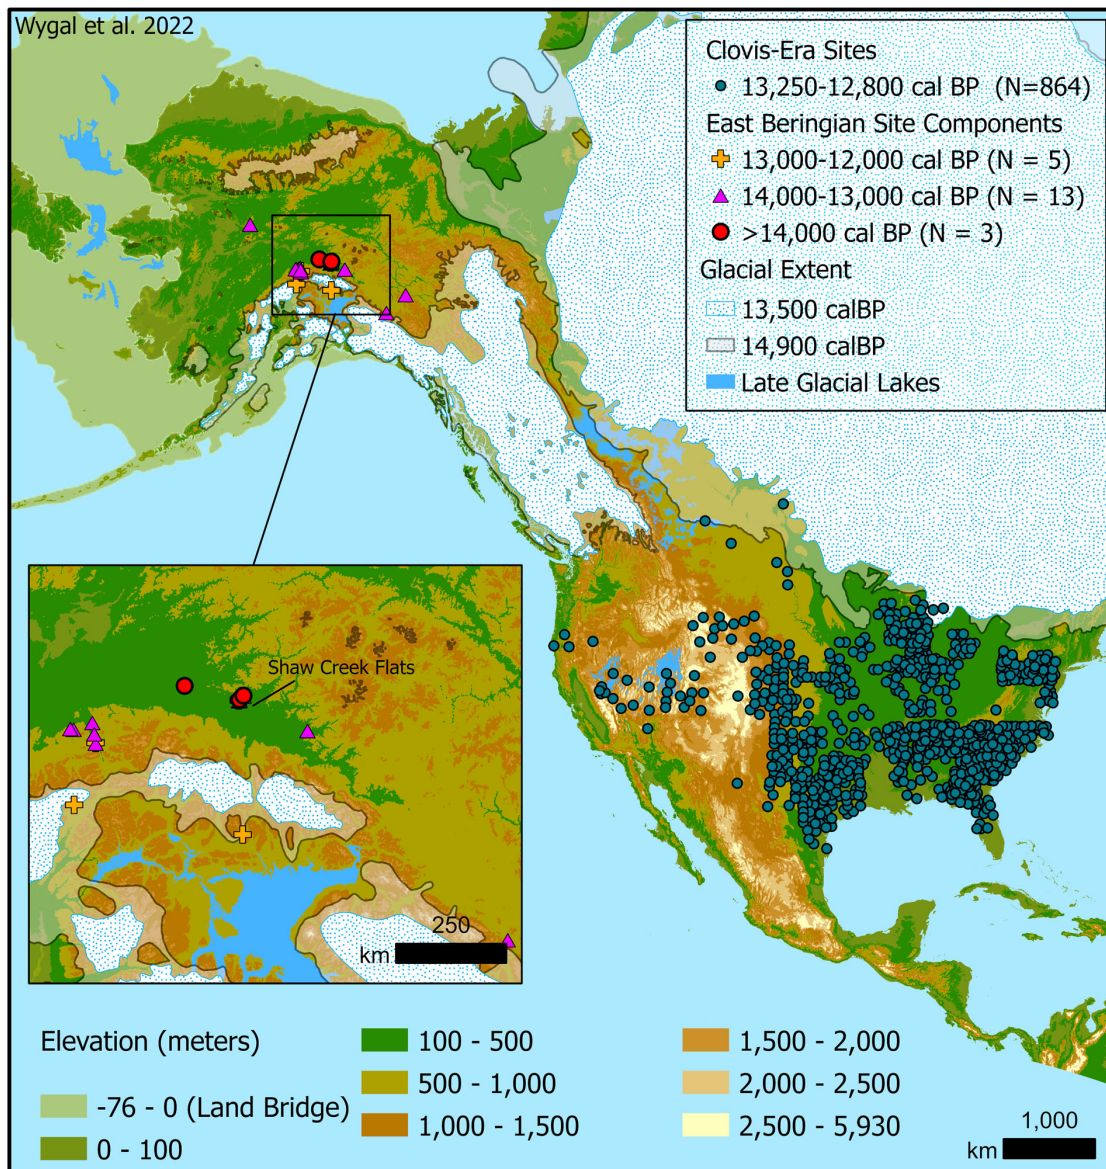 Wygal et al. 2022
Clovis-Era Sites
13,250-12,800 cal BP (N=864)
East Beringian Site Components
13,000-12,000 cal BP (N = 5)
14,000-13,000 cal BP (N = 13)
>14,000 cal BP (N = 3)
Glacial Extent
13,500 calBP
14,900 calBP
Late Glacial Lakes
Shaw Creek Flats
250
km
Elevation (meters)
-76 - 0 (Land Bridge)
0 - 100
100 - 500
500 - 1,000
1,000 - 1,500
1,500 - 2,000
2,000 - 2,500
2,500 - 5,930
1,000
km